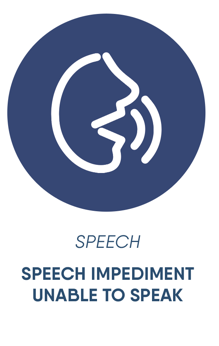 SPEECH
SPEECH IMPEDIMENT
UNABLE TO SPEAK